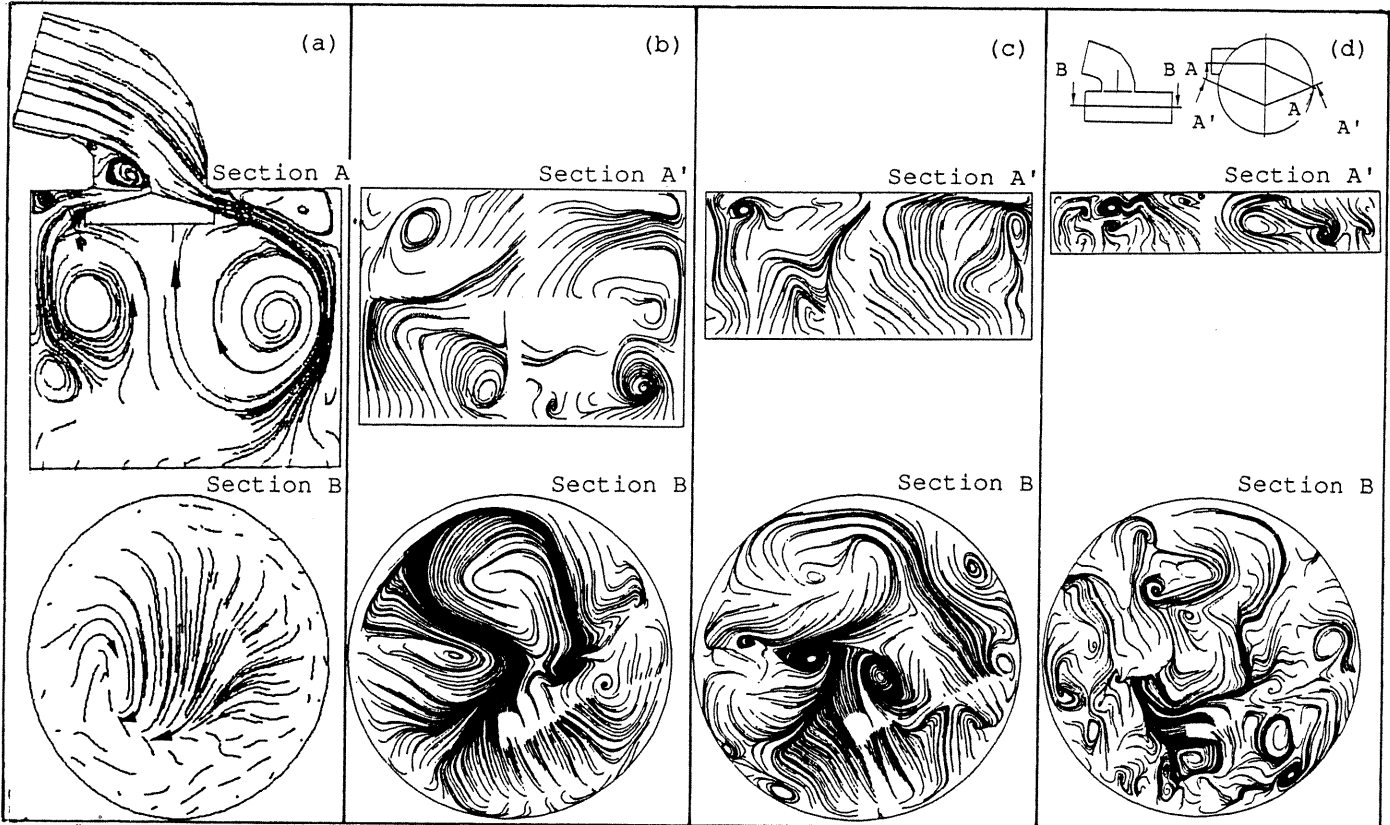 (a)
(b)
(c)
(d)
B
B
A
A'
A
A'
Section A
Section A'
Section A'
Section A'
Section B
Section B
Section B
Section B